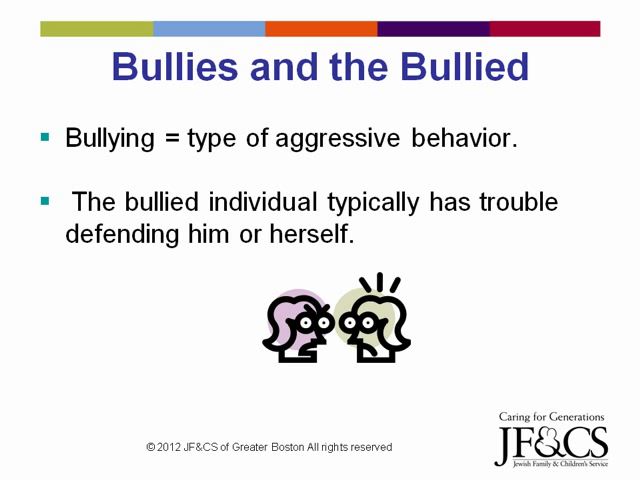 Bullies and the Bullied
Bullying = type of aggressive behavior.
The bullied individual typically has trouble
defending him or herself.
Caring for Generations
JF&CS
Jewish Family & Children's Service
© 2012 JF&CS of Greater Boston All rights reserved